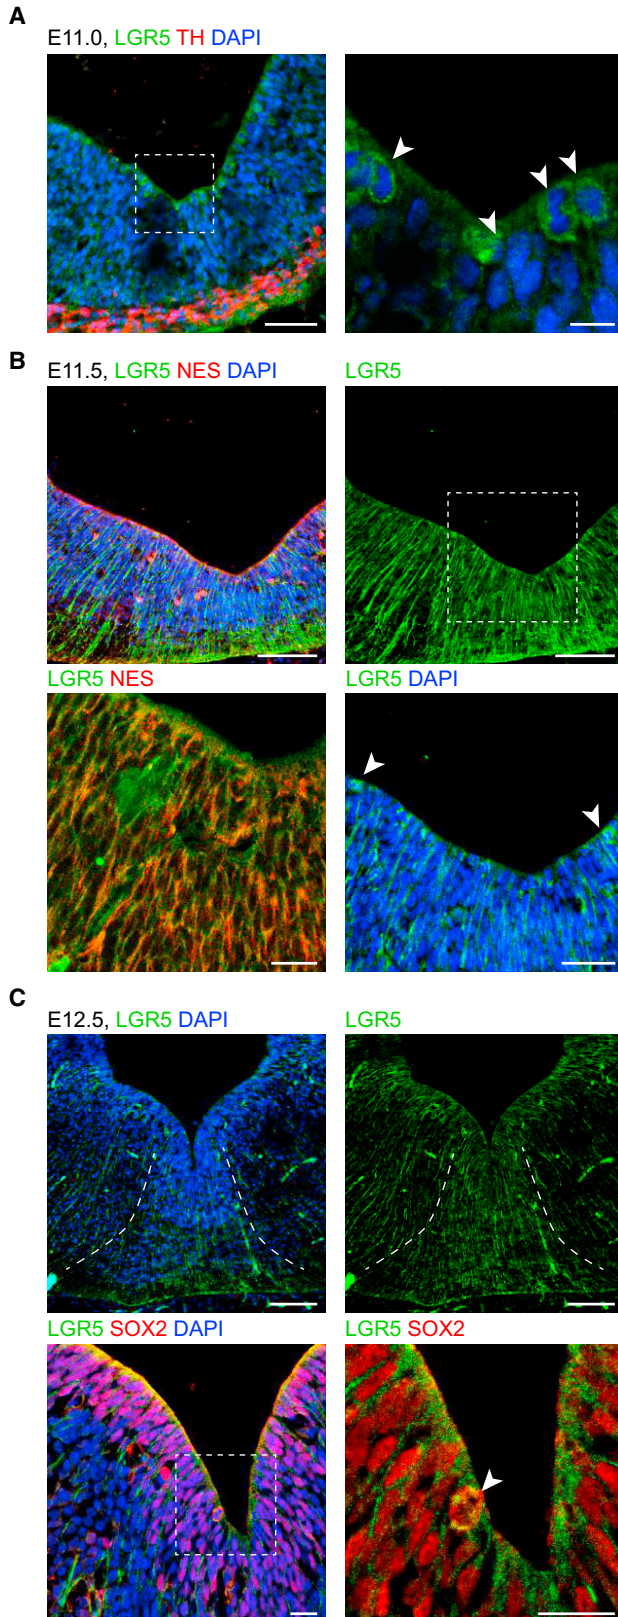 A
E11.0, LGR5 TH DAPI
B
E11.5, LGR5 NES DAPI
LGR5
LGR5 NES
LGR5 DAPI
C
E12.5, LGR5 DAPI
LGR5
LGR5 SOX2 DAPI
LGR5 SOX2